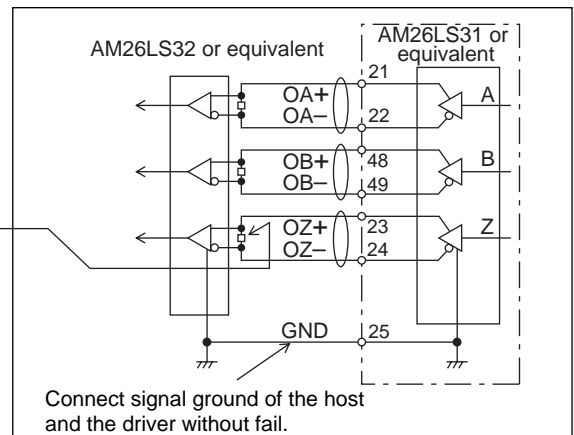 AM26LS32 or equivalent
AM26LS31 or
equivalent
21
OA+
A
OA−
22
OB+
48
B
OB−
49
OZ+
23
Z
OZ−
24
GND
25
Connect signal ground of the host
and the driver without fail.